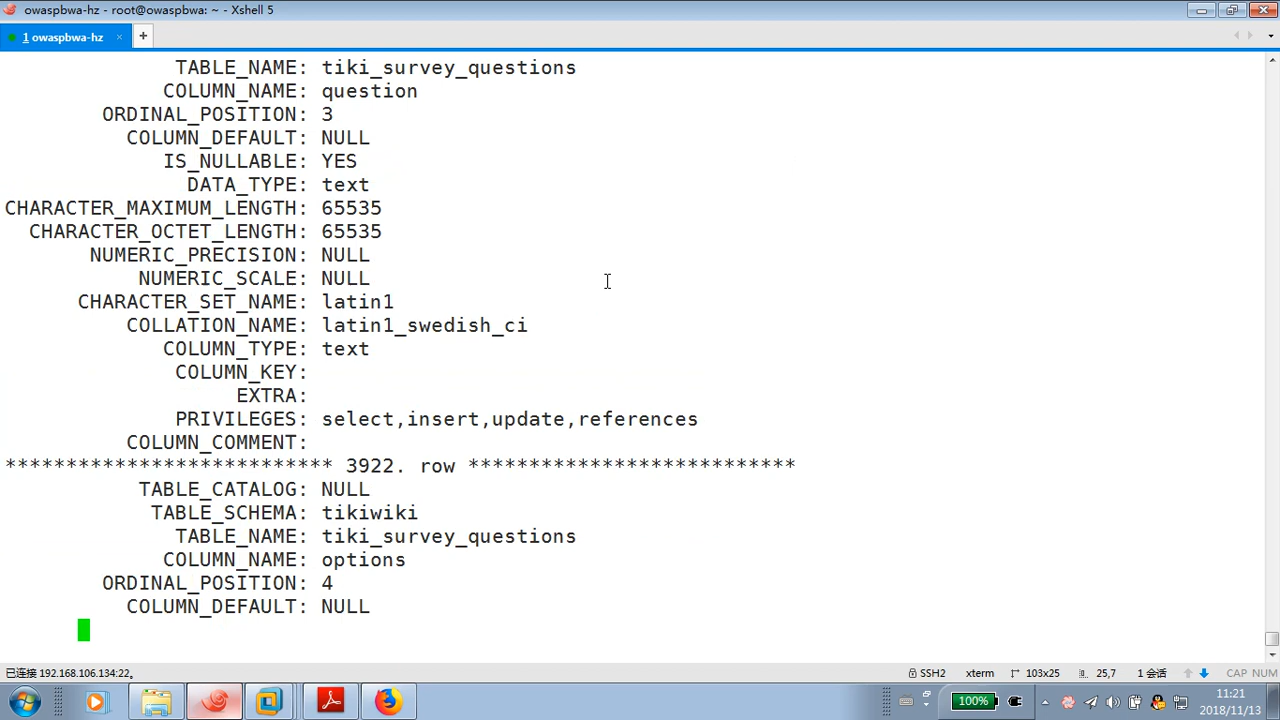 owaspbwa-hz - root@owaspbwa: ~ - Xshell 5
1 owaspbwa-hz
TABLE_NAME: tiki_survey_questions
COLUMN_NAME: question
ORDINAL_POSITION: 3
COLUMN_DEFAULT: NULL
IS_NULLABLE: YES
DATA_TYPE: text
CHARACTER_MAXIMUM_LENGTH: 65535
CHARACTER_OCTET_LENGTH: 65535
NUMERIC_PRECISION: NULL
NUMERIC_SCALE: NULL
CHARACTER_SET_NAME: latin1
COLLATION_NAME: latin1_swedish_ci
COLUMN_TYPE: text
COLUMN_KEY:
EXTRA:
PRIVILEGES: select,insert,update,references
COLUMN_COMMENT:
*************************** 3922. row ***************************
TABLE_CATALOG: NULL
TABLE_SCHEMA: tikiwiki
TABLE_NAME: tiki_survey_questions
COLUMN_NAME: options
ORDINAL_POSITION: 4
COLUMN_DEFAULT: NULL
已连接 192.168.106.134:22。 SSH2 xterm 103x25 25,7 1 会话 CAP NUM
100% 11:21
2018/11/13